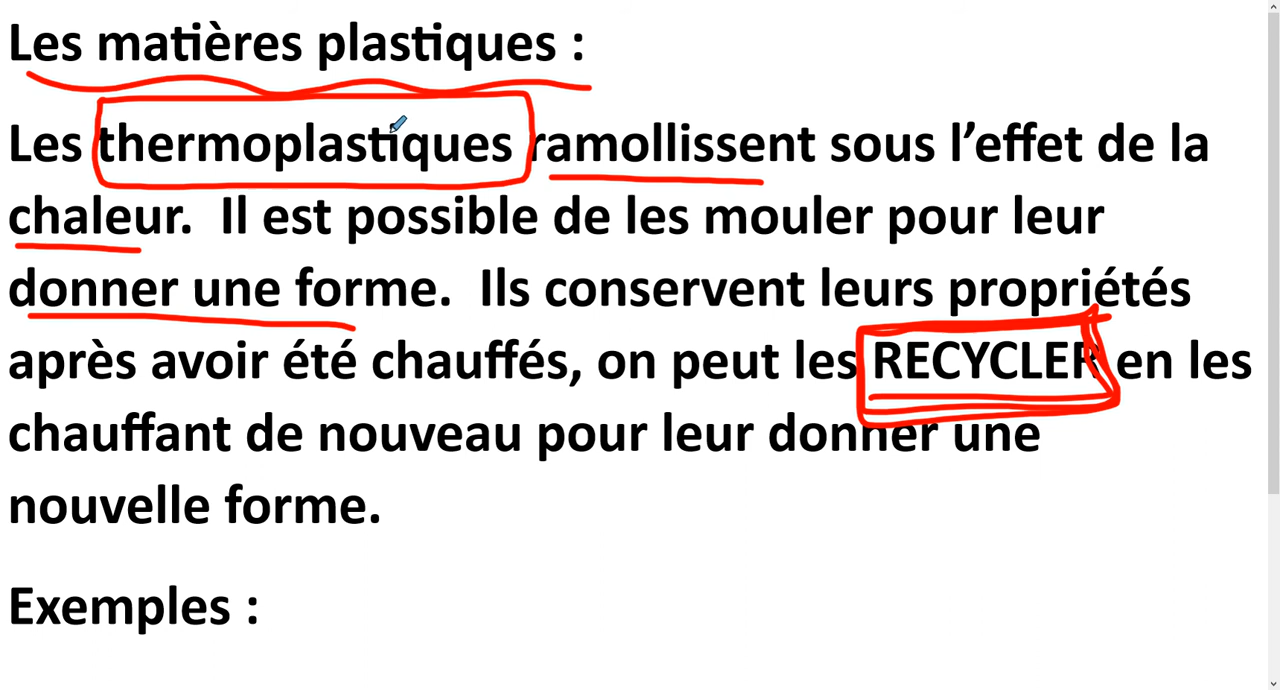 Les matières plastiques :
Les thermoplastiques ramollissent sous l’effet de la
chaleur.  Il est possible de les mouler pour leur
donner une forme.  Ils conservent leurs propriétés
après avoir été chauffés, on peut les RECYCLER en les
chauffant de nouveau pour leur donner une
nouvelle forme.
Exemples :